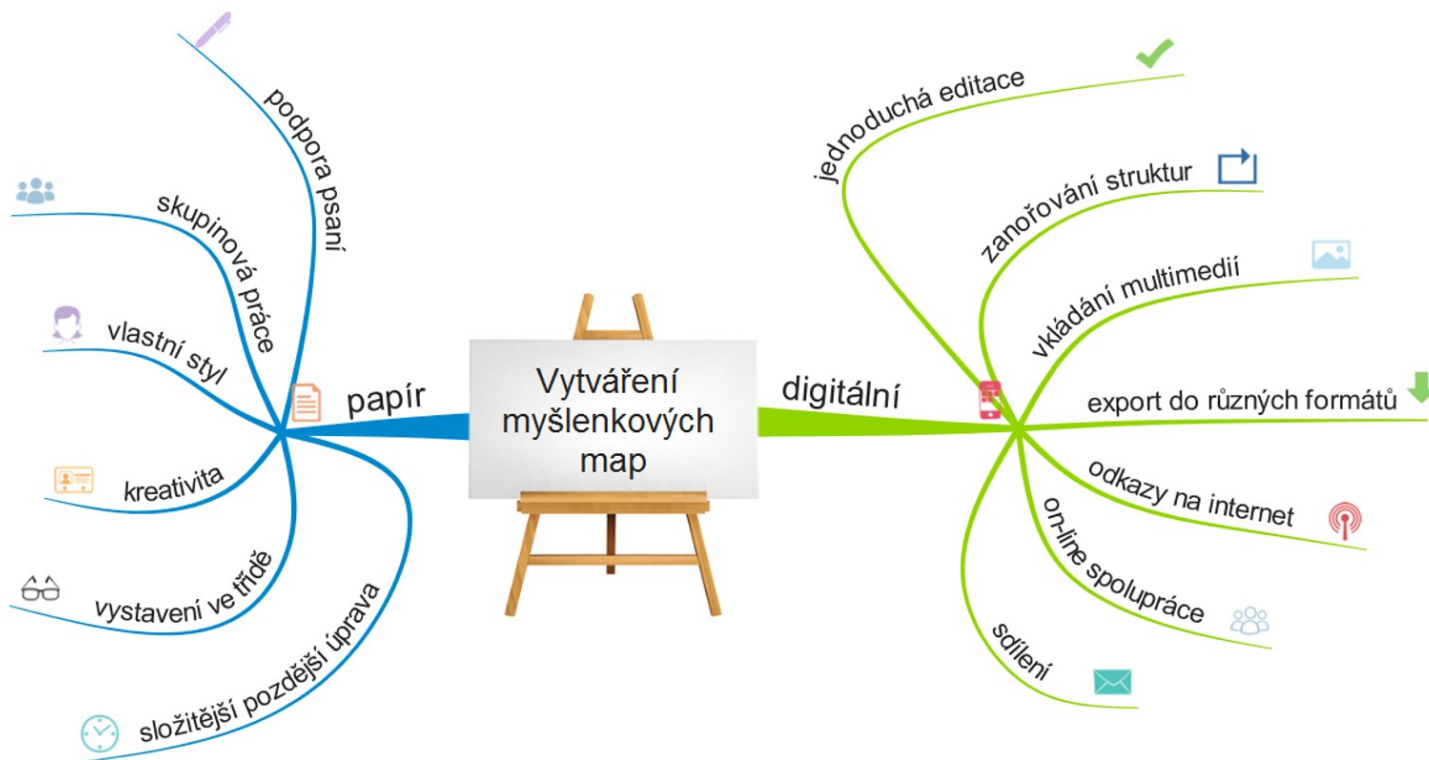 Vytváření
myšlenkových
map
papír
podpora psaní
skupinová práce
vlastní styl
kreativita
vystavení ve třídě
složitější pozdější úprava
digitální
jednoduchá editace
zanořování struktur
vkládání multimedií
export do různých formátů
odkazy na internet
on-line spolupráce
sdílení